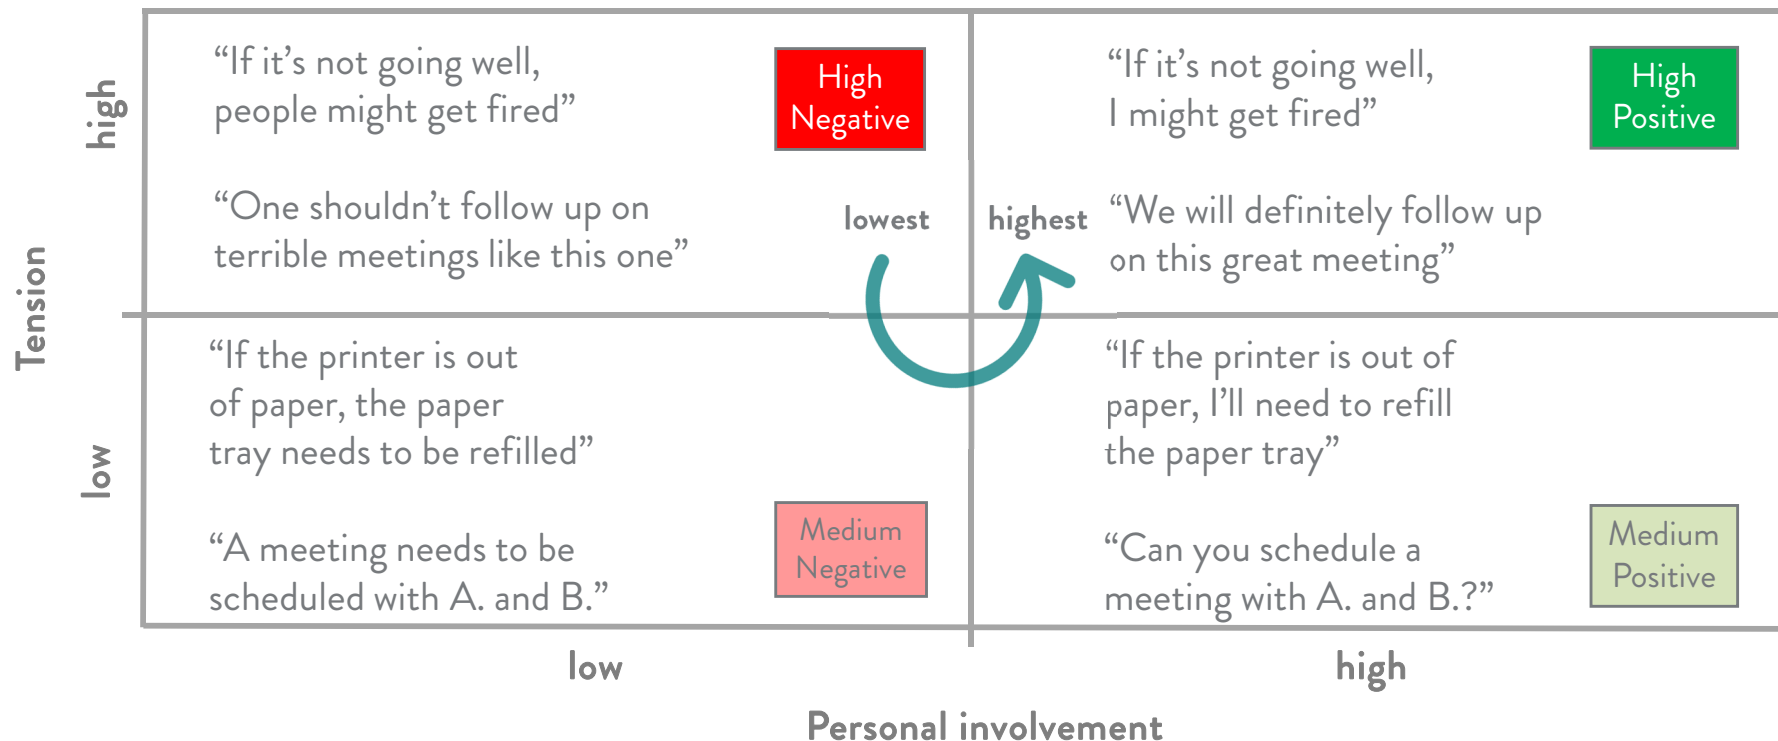 “If it’s not going well,
people might get fired”
High
Negative
“One shouldn’t follow up on
terrible meetings like this one”
lowest
“If it’s not going well,
I might get fired”
High
Positive
highest
“We will definitely follow up
on this great meeting”
high
Tension
low
“If the printer is out
of paper, the paper
tray needs to be refilled”
“A meeting needs to be
scheduled with A. and B.”
Medium
Negative
“If the printer is out of
paper, I’ll need to refill
the paper tray”
“Can you schedule a
meeting with A. and B.?”
Medium
Positive
low
high
Personal involvement